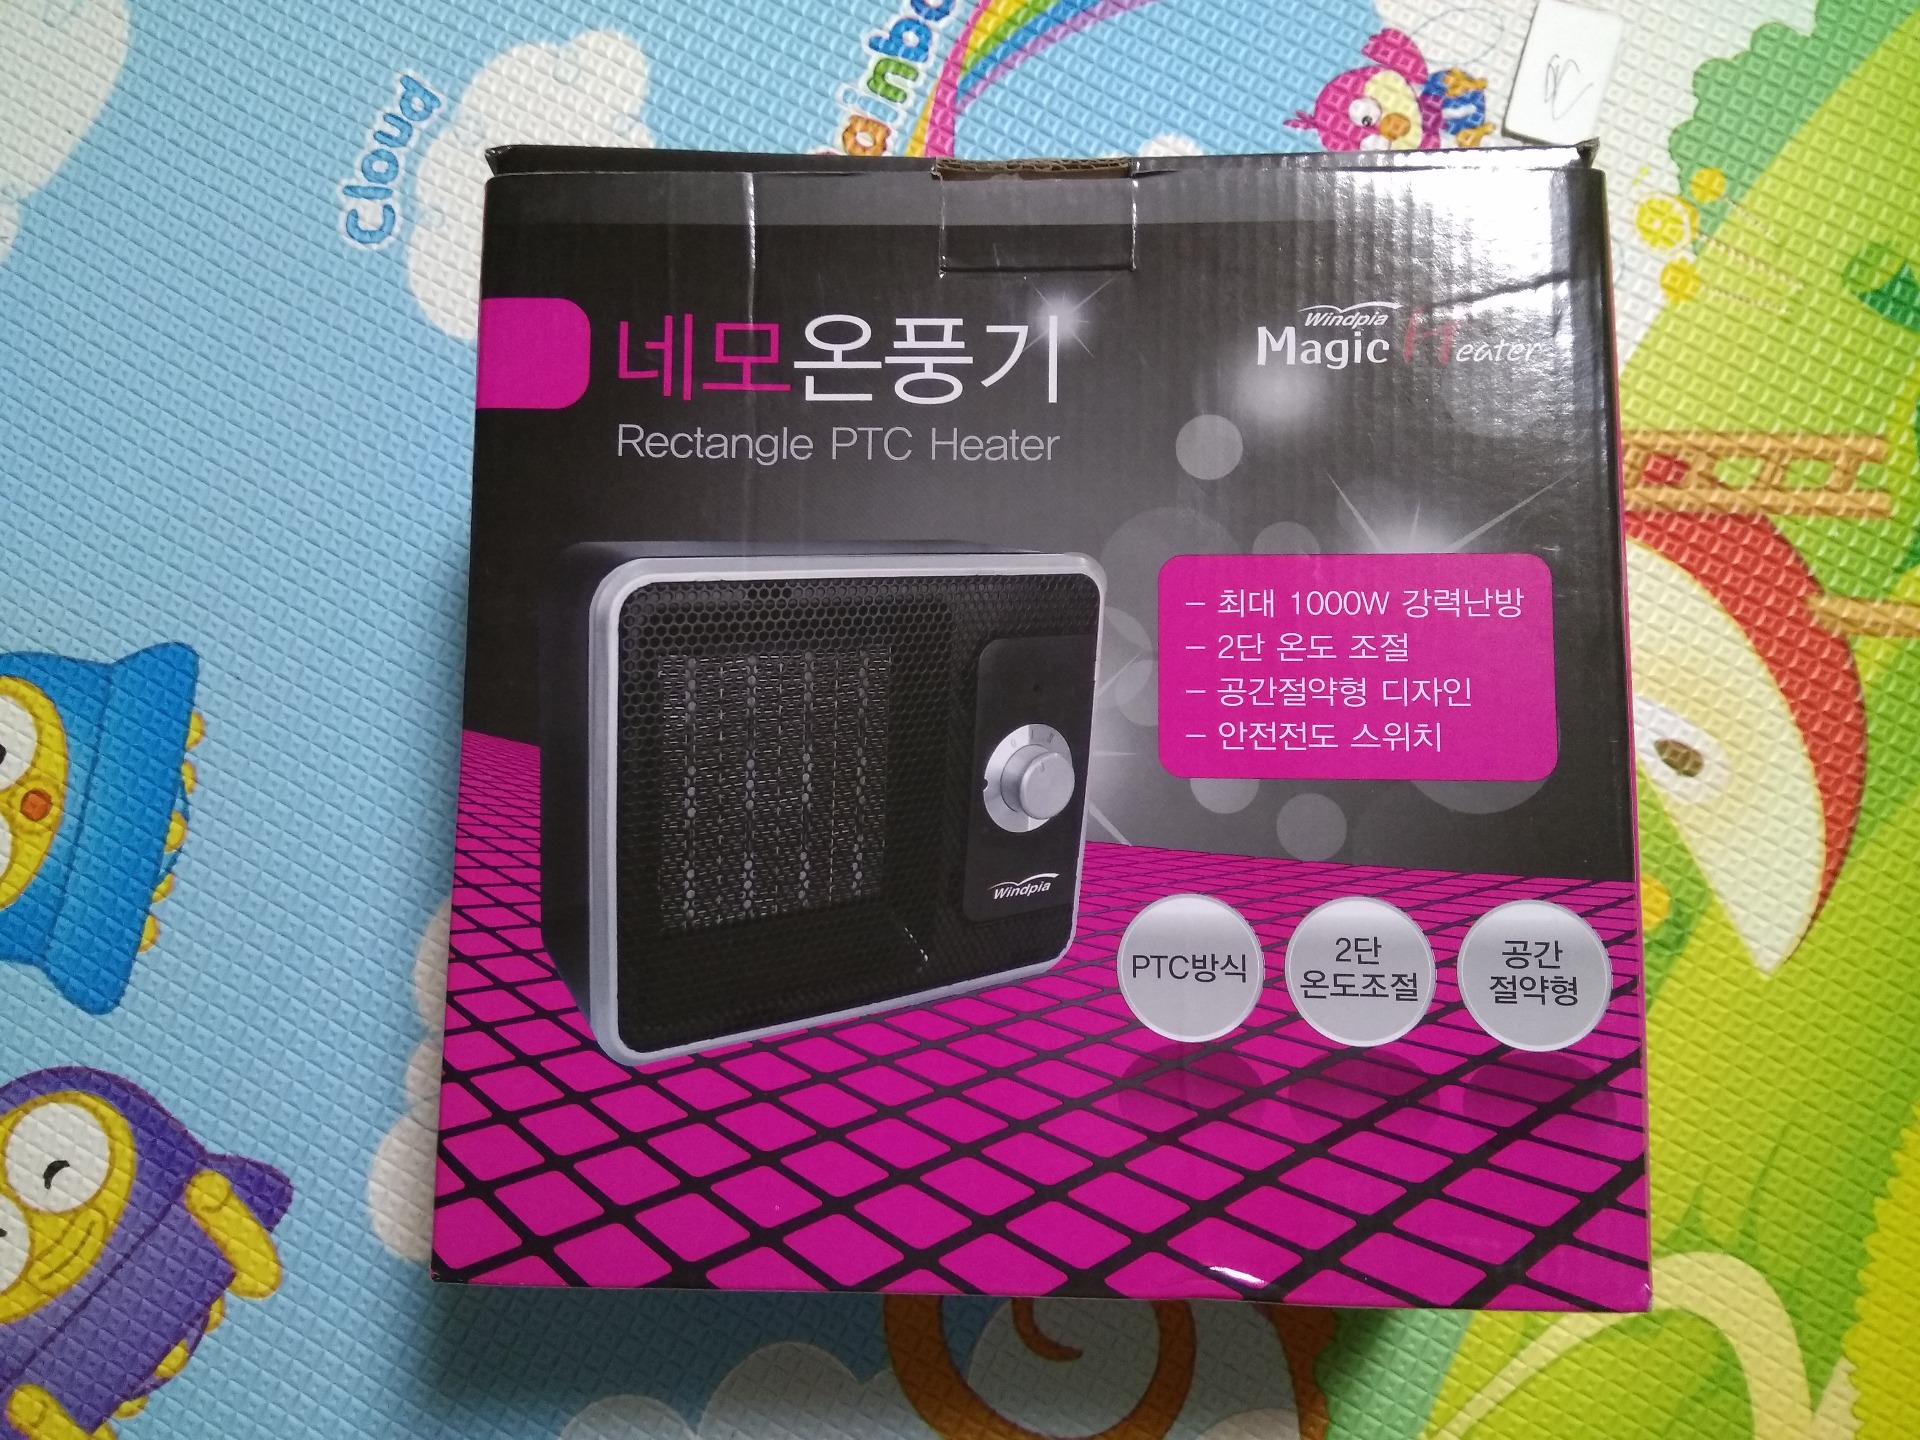 Cloud
Rainbo
네모온풍기
Rectangle PTC Heater
Windpia
Magic Heater
- 최대 1000W 강력난방
- 2단 온도 조절
- 공간절약형 디자인
- 안전전도 스위치
Windpia
PTC방식
2단
온도조절
공간
절약형